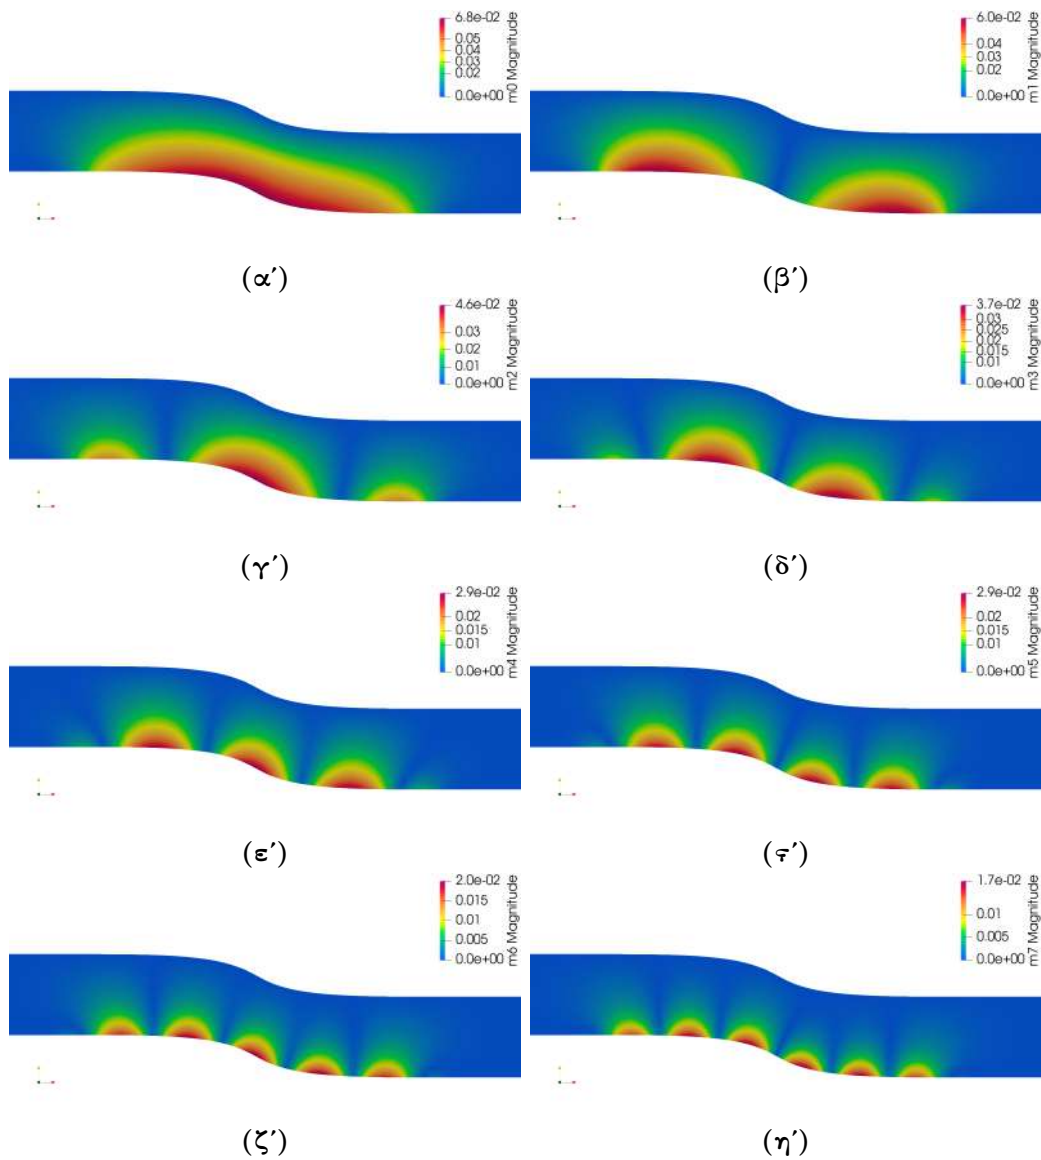 6.8e-02
0.05
0.04
0.03
0.02
0.0e+00
m0 Magnitude
6.0e-02
0.04
0.03
0.02
0.0e+00
m1 Magnitude
(α΄)
(β΄)
4.6e-02
0.03
0.02
0.01
0.0e+00
m2 Magnitude
3.7e-02
0.03
0.025
0.02
0.015
0.01
0.0e+00
m3 Magnitude
(γ΄)
(δ΄)
2.9e-02
0.02
0.015
0.01
0.0e+00
m4 Magnitude
2.9e-02
0.02
0.015
0.01
0.0e+00
m5 Magnitude
(ε΄)
(ϛ΄)
2.0e-02
0.015
0.01
0.005
0.0e+00
m6 Magnitude
1.7e-02
0.01
0.005
0.0e+00
m7 Magnitude
(ζ΄)
(η΄)